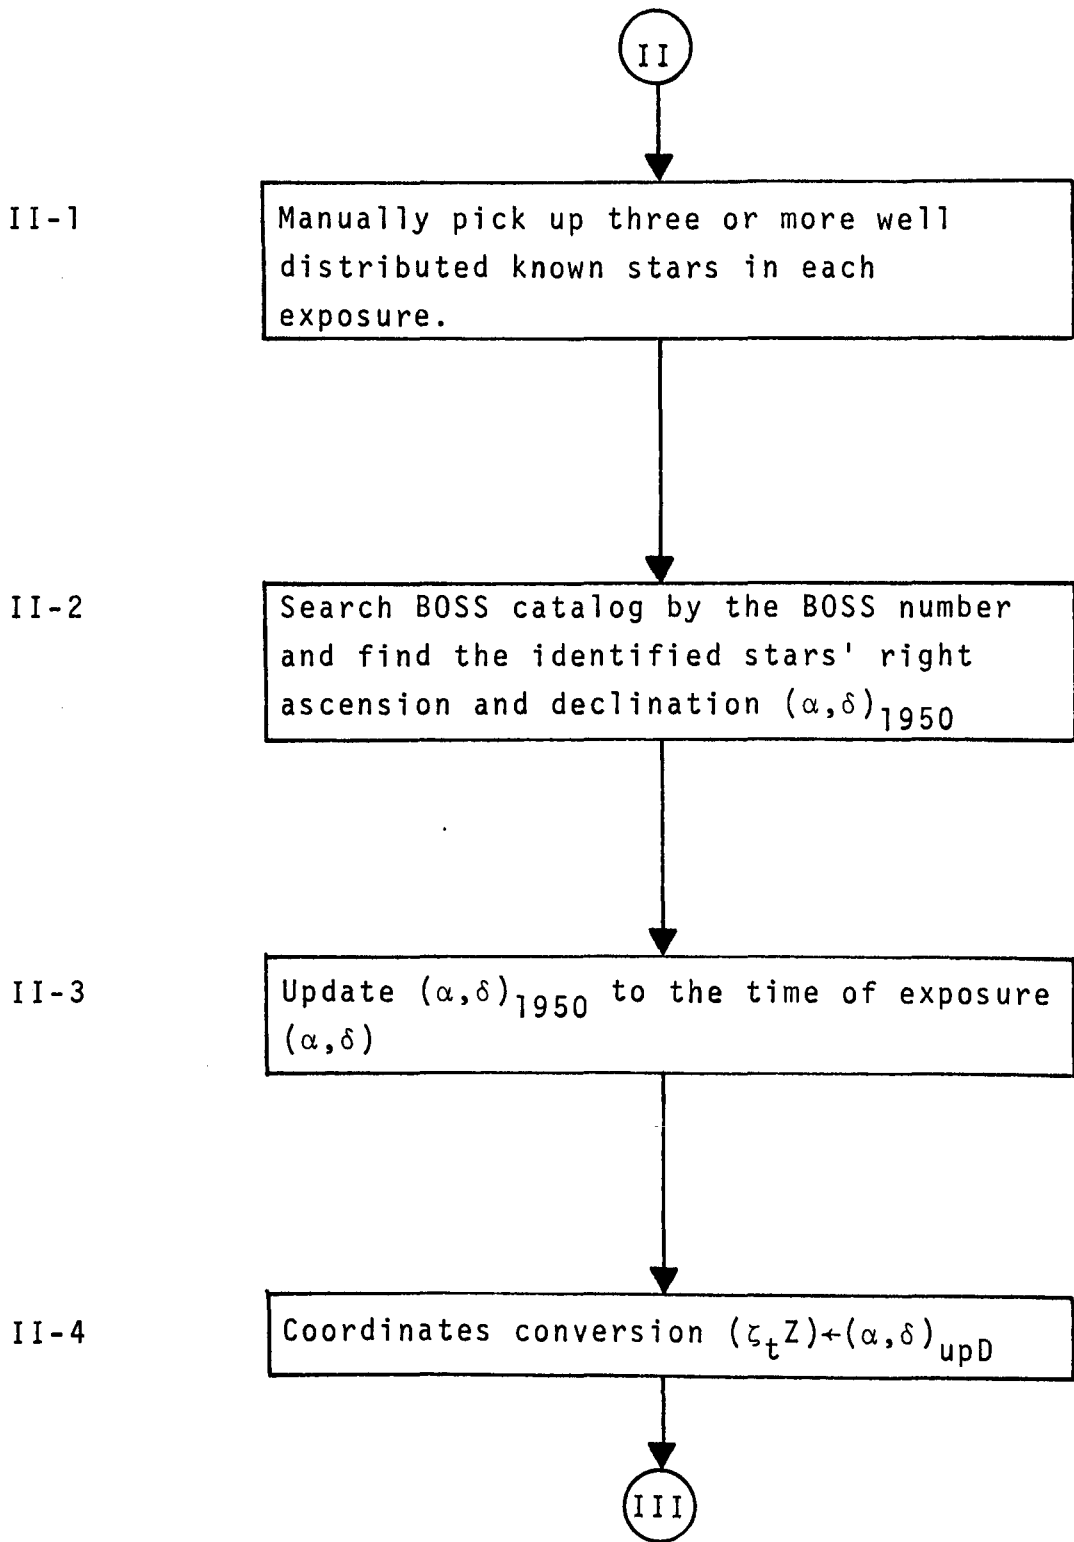 II
II-1
Manually pick up three or more well
distributed known stars in each
exposure.
II-2
Search BOSS catalog by the BOSS number
and find the identified stars' right
ascension and declination (α,δ)1950
II-3
Update (α,δ)1950 to the time of exposure
(α,δ)
II-4
Coordinates conversion (ζtZ)←(α,δ)upD
III